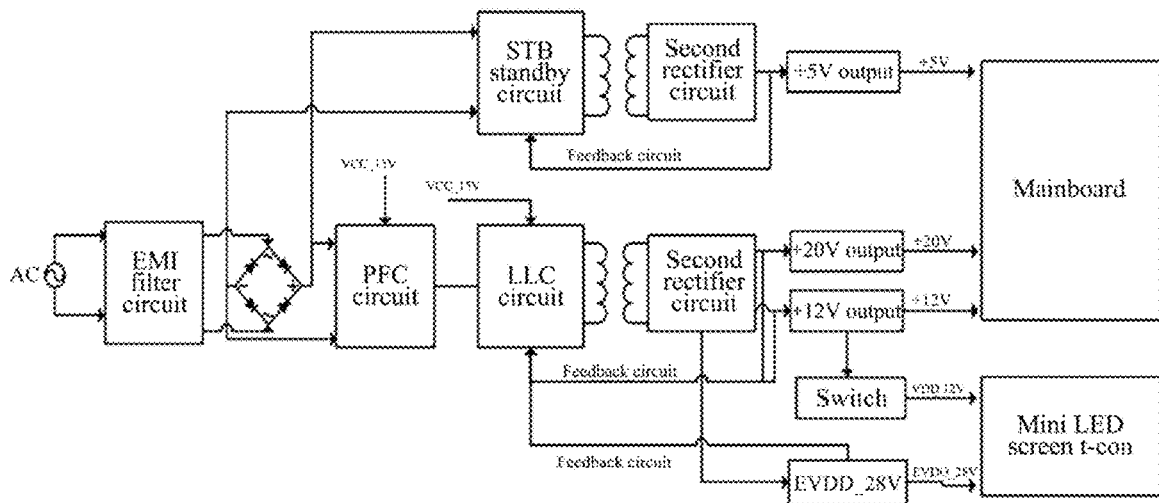 STB
standby
circuit
Second
rectifier
circuit
+5V output
+5V
Feedback circuit
Mainboard
VCC_15V
VCC_15V
AC
EMI
filter
circuit
PFC
circuit
LLC
circuit
Second
rectifier
circuit
+20V output
+20V
+12V output
+12V
Feedback circuit
Switch
VDD 12V
Mini LED
screen t-con
Feedback circuit
EVDD_28V
EVDD_28V